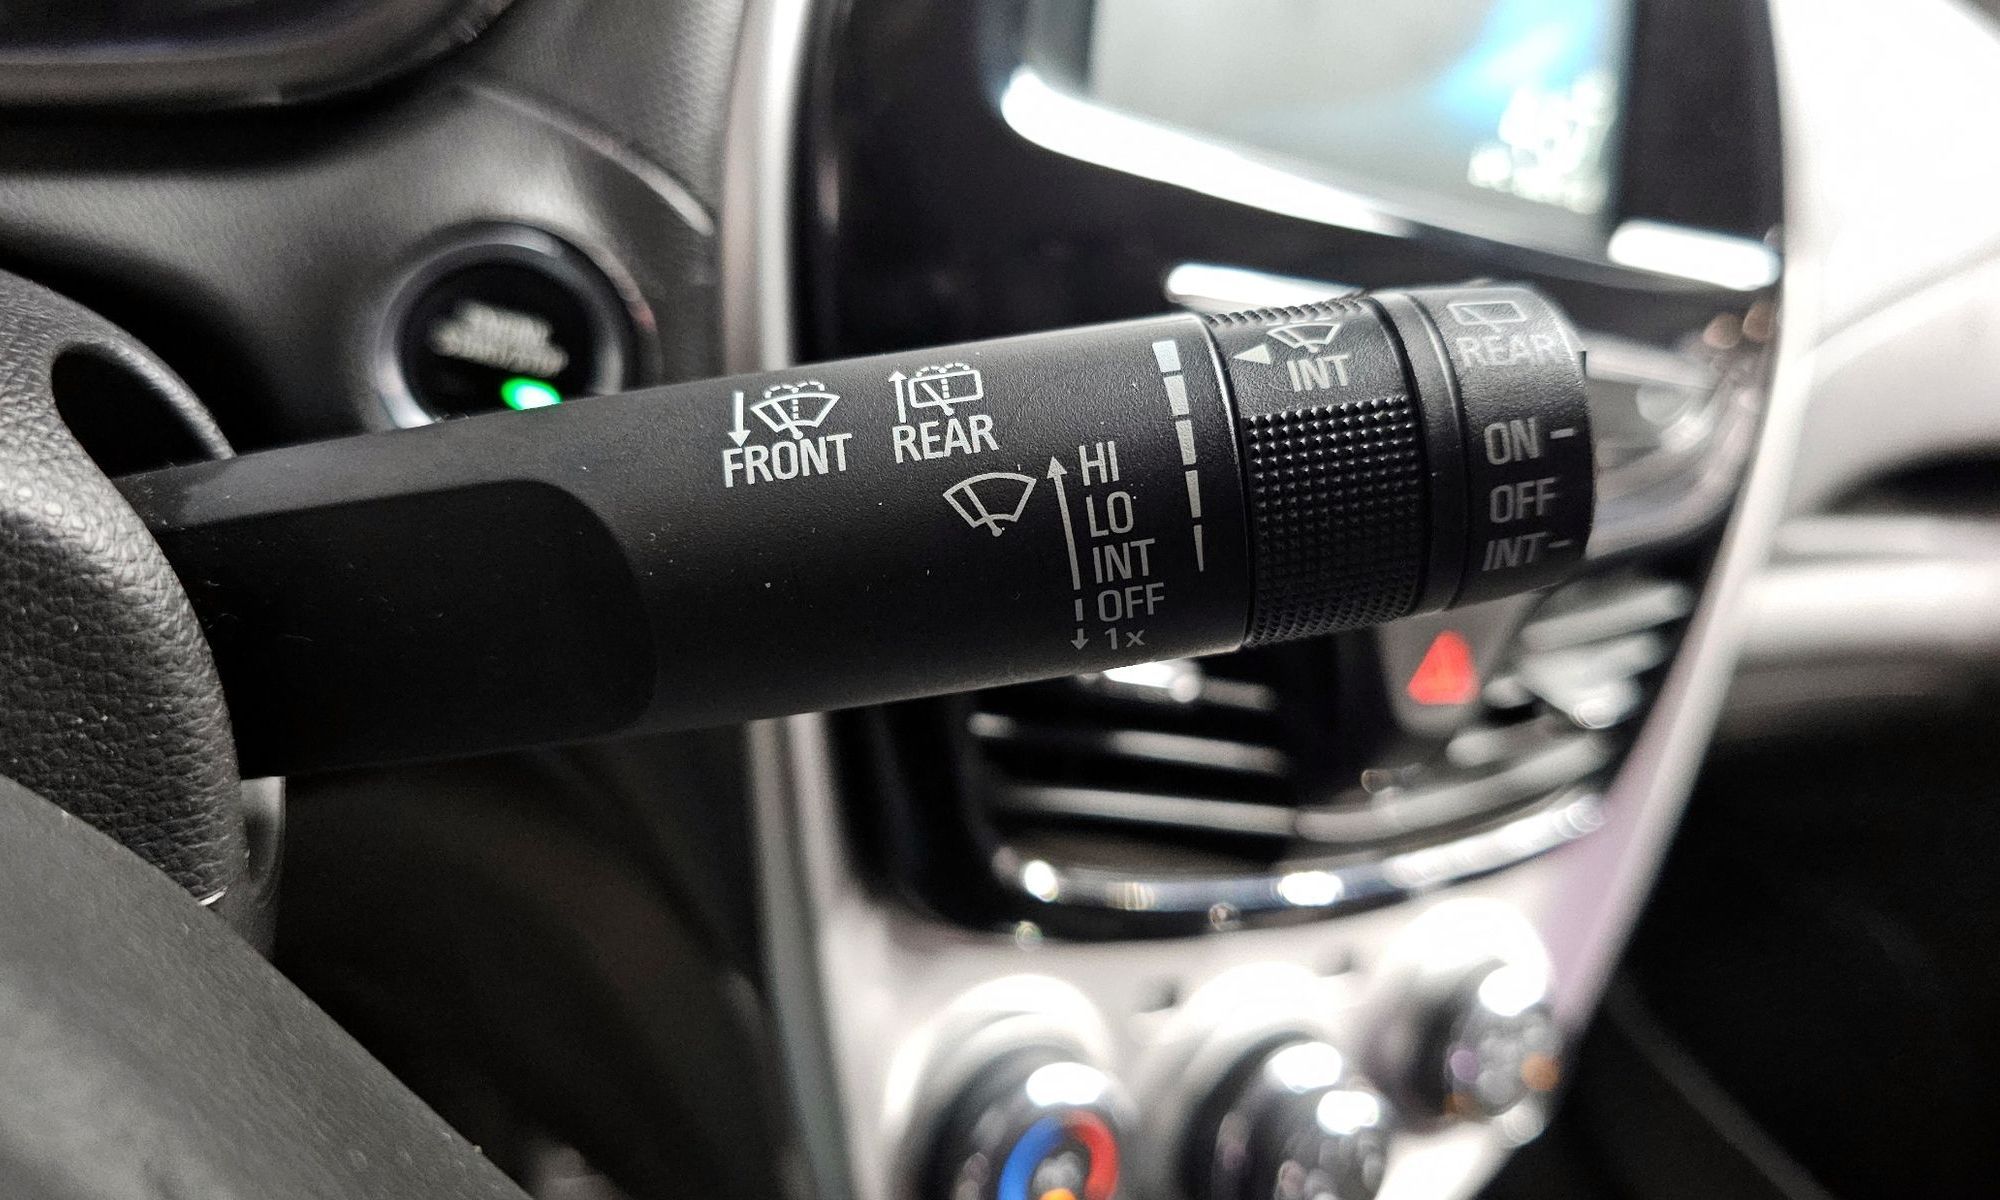 FRONT
REAR
HI
LO
INT
OFF
1x
INT
REAR
ON
OFF
INT